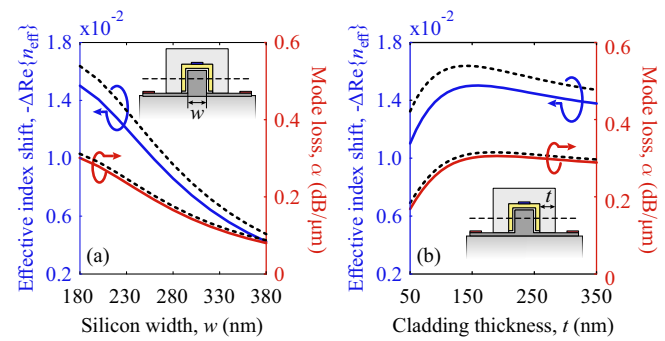 ×10⁻²
1.8
1.4
1.0
0.6
0.2
Effective index shift, -ΔRe{n_eff}
0.6
0.4
0.2
0
Mode loss, α (dB/μm)
w
(a)
180 230 280 330 380
Silicon width, w (nm)
×10⁻²
1.8
1.4
1.0
0.6
0.2
Effective index shift, -ΔRe{n_eff}
0.6
0.4
0.2
0
Mode loss, α (dB/μm)
t
(b)
50 150 250 350
Cladding thickness, t (nm)